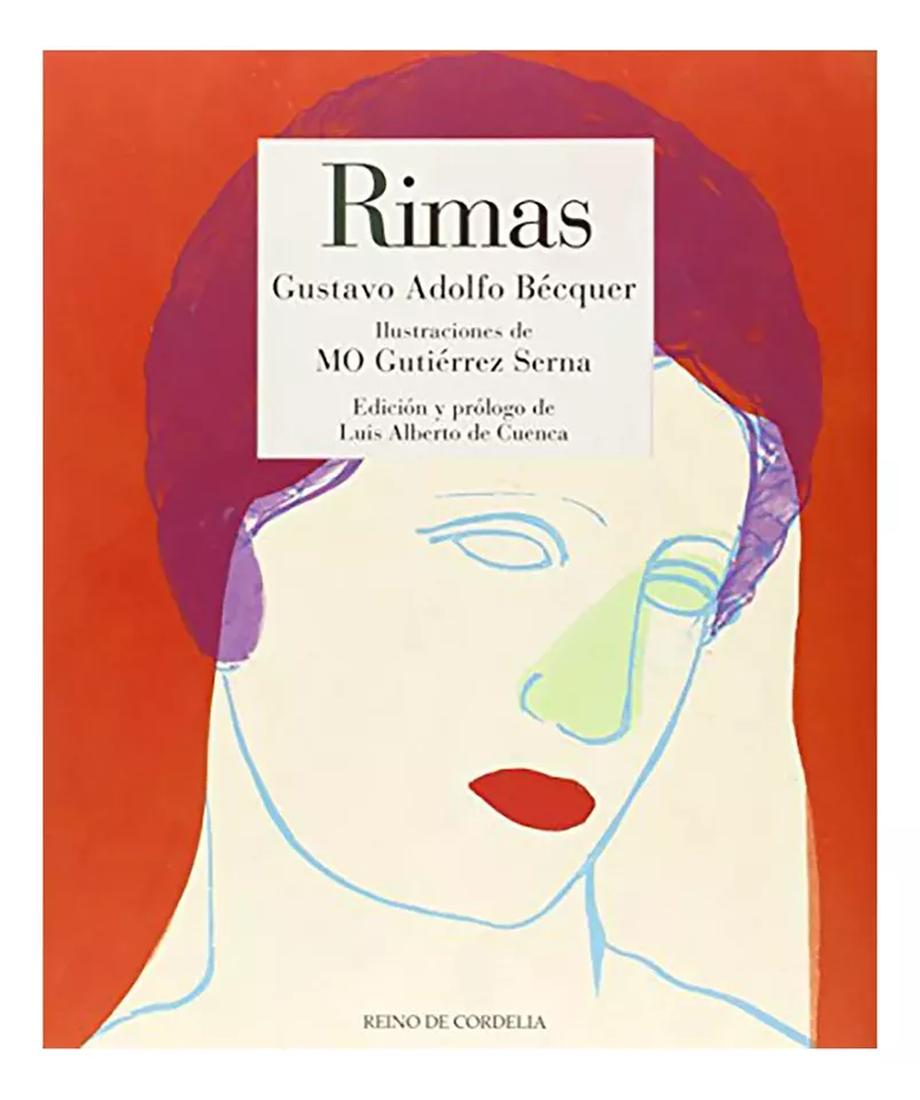 Rimas
Gustavo Adolfo Bécquer
Ilustraciones de
MO Gutiérrez Serna
Edición y prólogo de
Luis Alberto de Cuenca
REINO DE CORDELIA